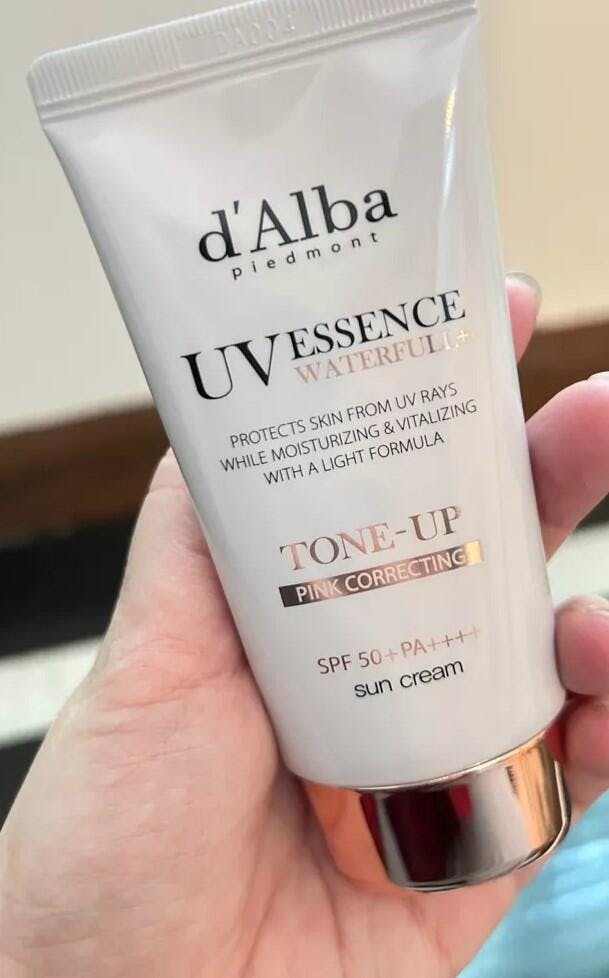 d'Alba
piedmont
UV ESSENCE
WATERFULL+
PROTECTS SKIN FROM UV RAYS
WHILE MOISTURIZING & VITALIZING
WITH A LIGHT FORMULA
TONE-UP
PINK CORRECTING
SPF 50+PA++++
sun cream